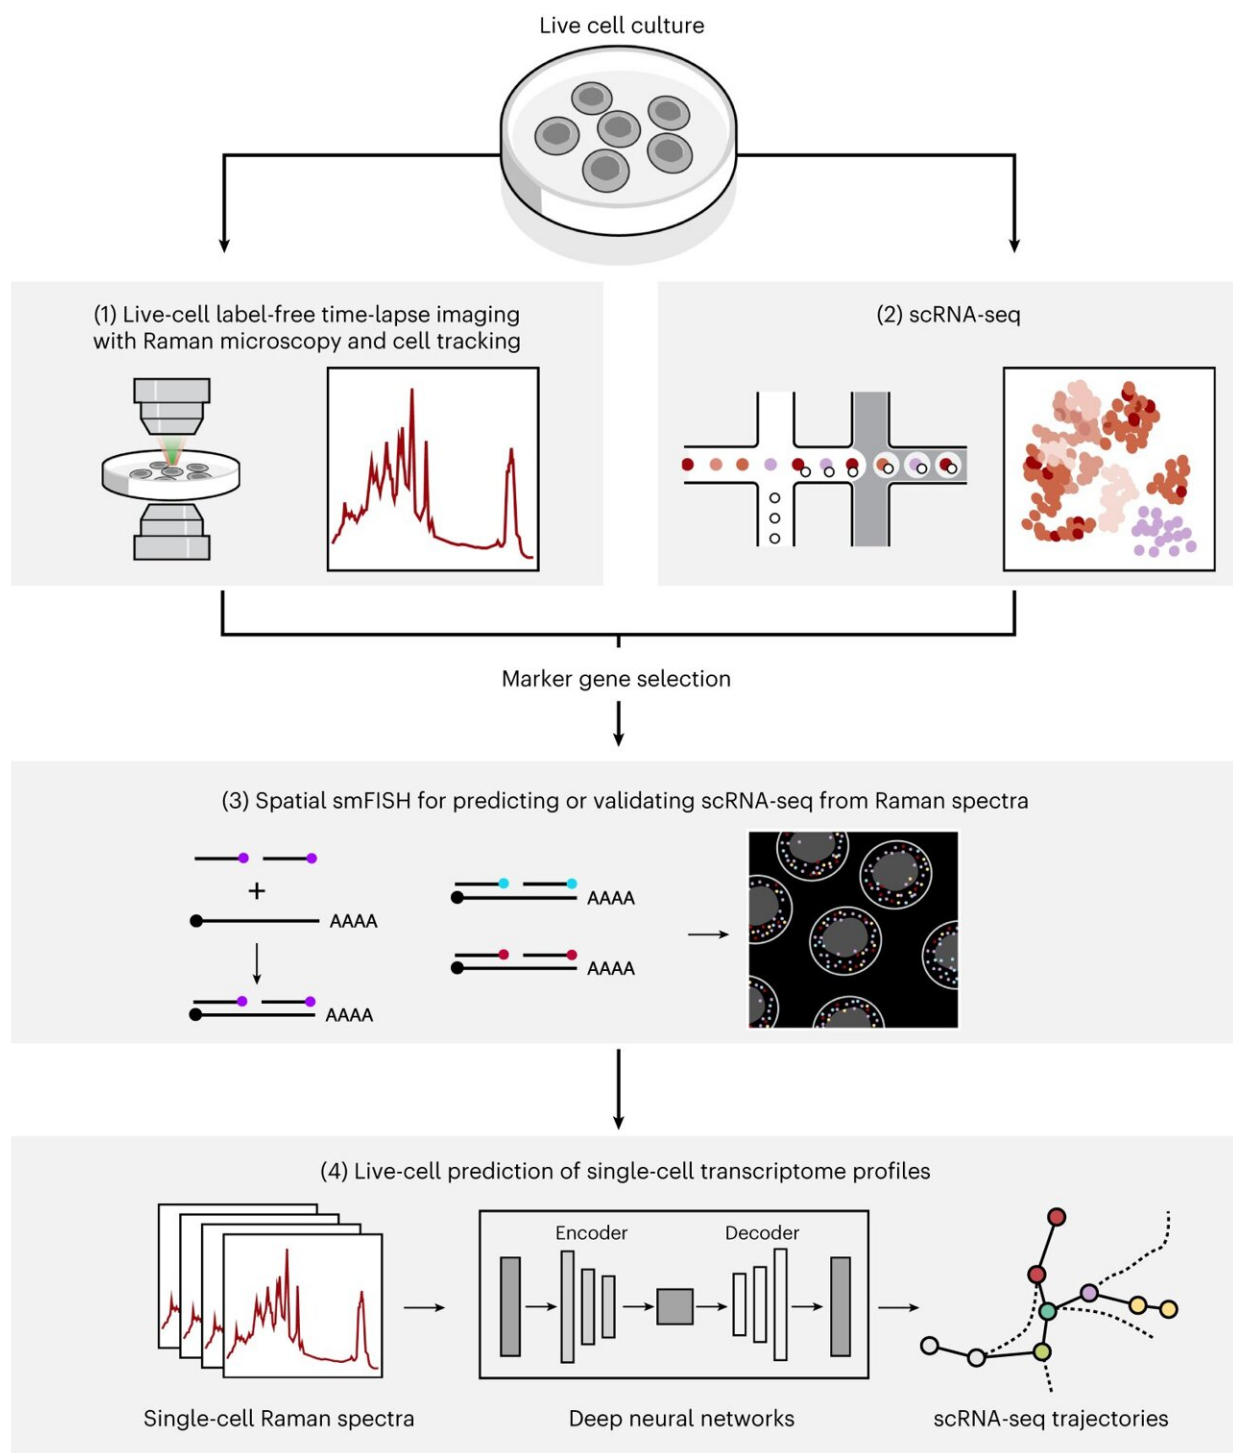 Live cell culture
(1) Live-cell label-free time-lapse imaging
with Raman microscopy and cell tracking
(2) scRNA-seq
Marker gene selection
(3) Spatial smFISH for predicting or validating scRNA-seq from Raman spectra
+
AAAA
AAAA
AAAA
AAAA
(4) Live-cell prediction of single-cell transcriptome profiles
Encoder
Decoder
Single-cell Raman spectra
Deep neural networks
scRNA-seq trajectories